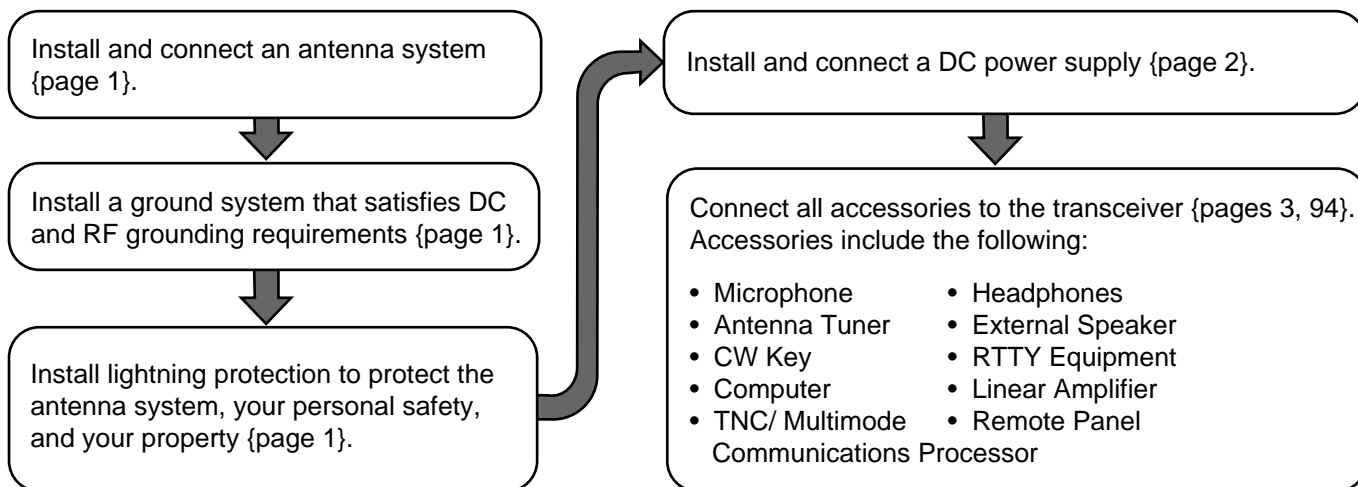 Install and connect an antenna system
{page 1}.
Install a ground system that satisfies DC
and RF grounding requirements {page 1}.
Install lightning protection to protect the
antenna system, your personal safety,
and your property {page 1}.
Install and connect a DC power supply {page 2}.
Connect all accessories to the transceiver {pages 3, 94}.
Accessories include the following:
• Microphone
• Antenna Tuner
• CW Key
• Computer
• TNC/ Multimode
Communications Processor
• Headphones
• External Speaker
• RTTY Equipment
• Linear Amplifier
• Remote Panel